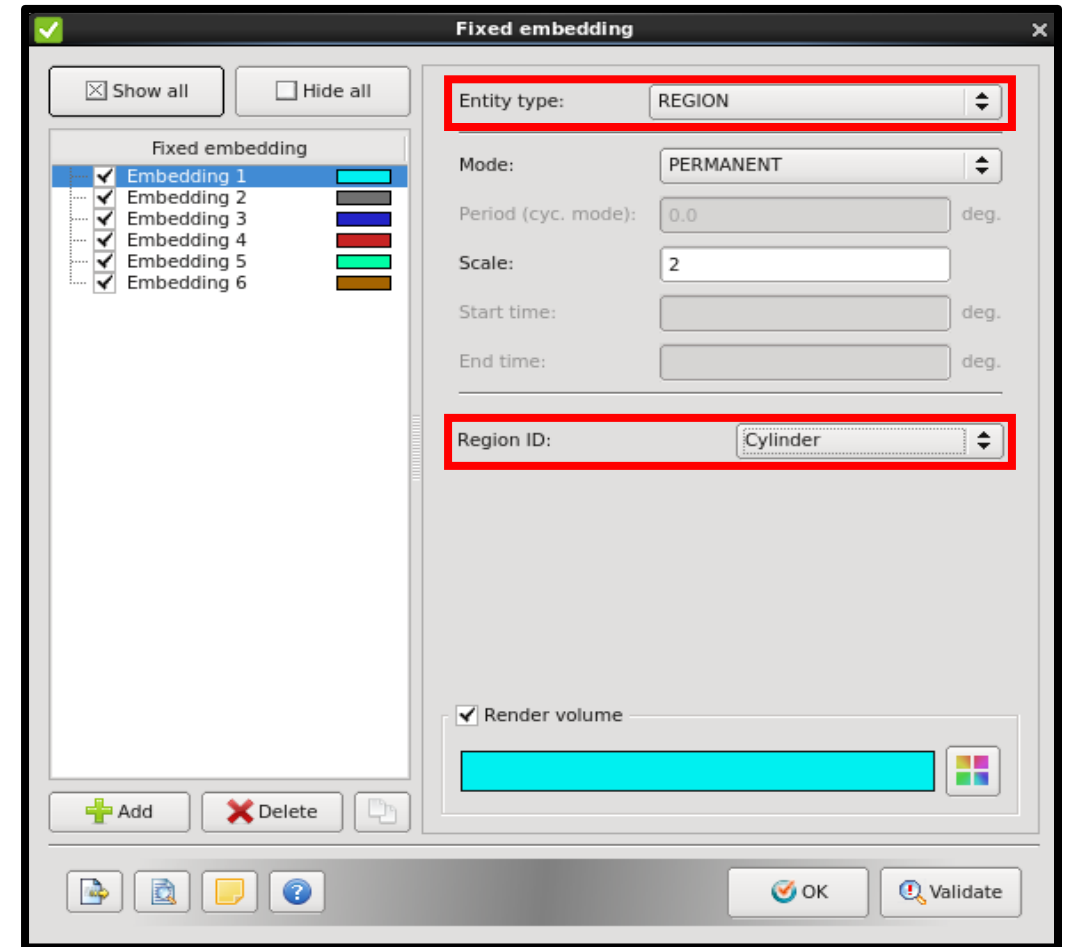 Fixed embedding
Show all
Hide all
Fixed embedding
Embedding 1
Embedding 2
Embedding 3
Embedding 4
Embedding 5
Embedding 6
Add
Delete
Entity type: REGION
Mode: PERMANENT
Period (cyc. mode): 0.0 deg.
Scale: 2
Start time: deg.
End time: deg.
Region ID: Cylinder
Render volume
OK
Validate